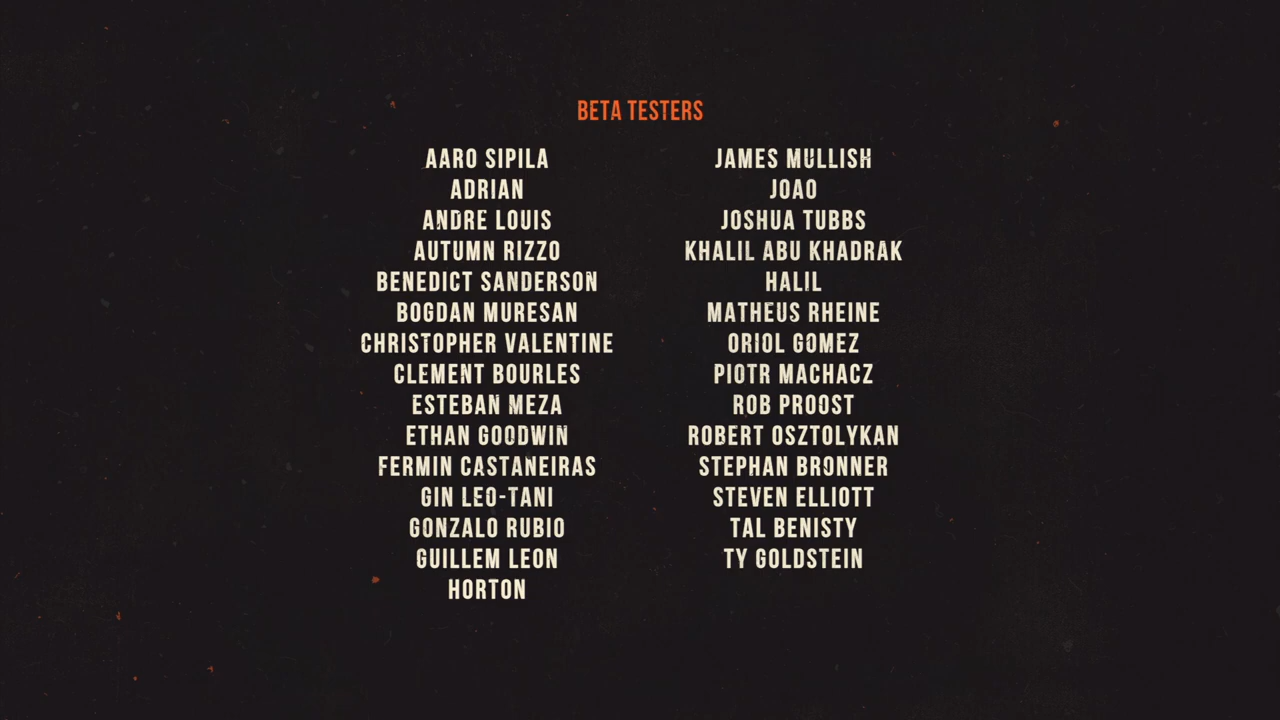 BETA TESTERS
AARO SIPILA
ADRIAN
ANDRE LOUIS
AUTUMN RIZZO
BENEDICT SANDERSON
BOGDAN MURESAN
CHRISTOPHER VALENTINE
CLEMENT BOURLES
ESTEBAN MEZA
ETHAN GOODWIN
FERMIN CASTANEIRAS
GIN LEO-TANI
GONZALO RUBIO
GUILLEM LEON
HORTON
JAMES MULLISH
JOAO
JOSHUA TUBBS
KHALIL ABU KHADRAK
HALIL
MATHEUS RHEINE
ORIOL GOMEZ
PIOTR MACHACZ
ROB PROOST
ROBERT OSZTOLYKAN
STEPHAN BRONNER
STEVEN ELLIOTT
TAL BENISTY
TY GOLDSTEIN